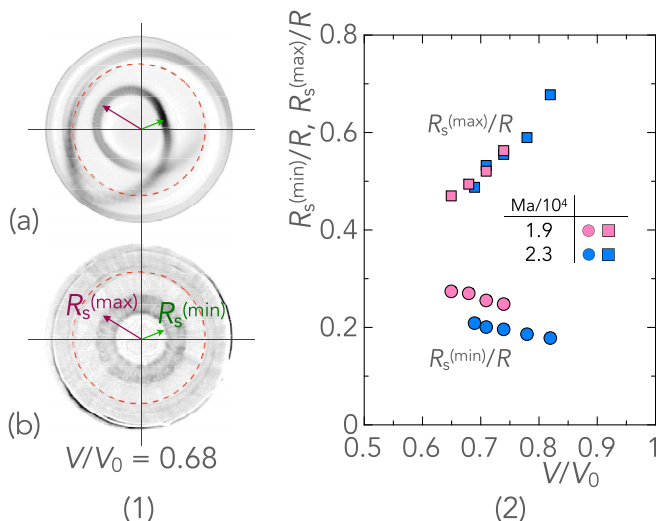 (a)
Rₛ⁽ᵐᵃˣ⁾ Rₛ⁽ᵐⁱⁿ⁾
(b)
V/V₀ = 0.68
(1)
Rₛ⁽ᵐⁱⁿ⁾/R, Rₛ⁽ᵐᵃˣ⁾/R
0.8
0.6
0.4
0.2
0
Rₛ⁽ᵐᵃˣ⁾/R
Ma/10⁴
1.9
2.3
Rₛ⁽ᵐⁱⁿ⁾/R
0.5 0.6 0.7 0.8 0.9 1
V/V₀
(2)